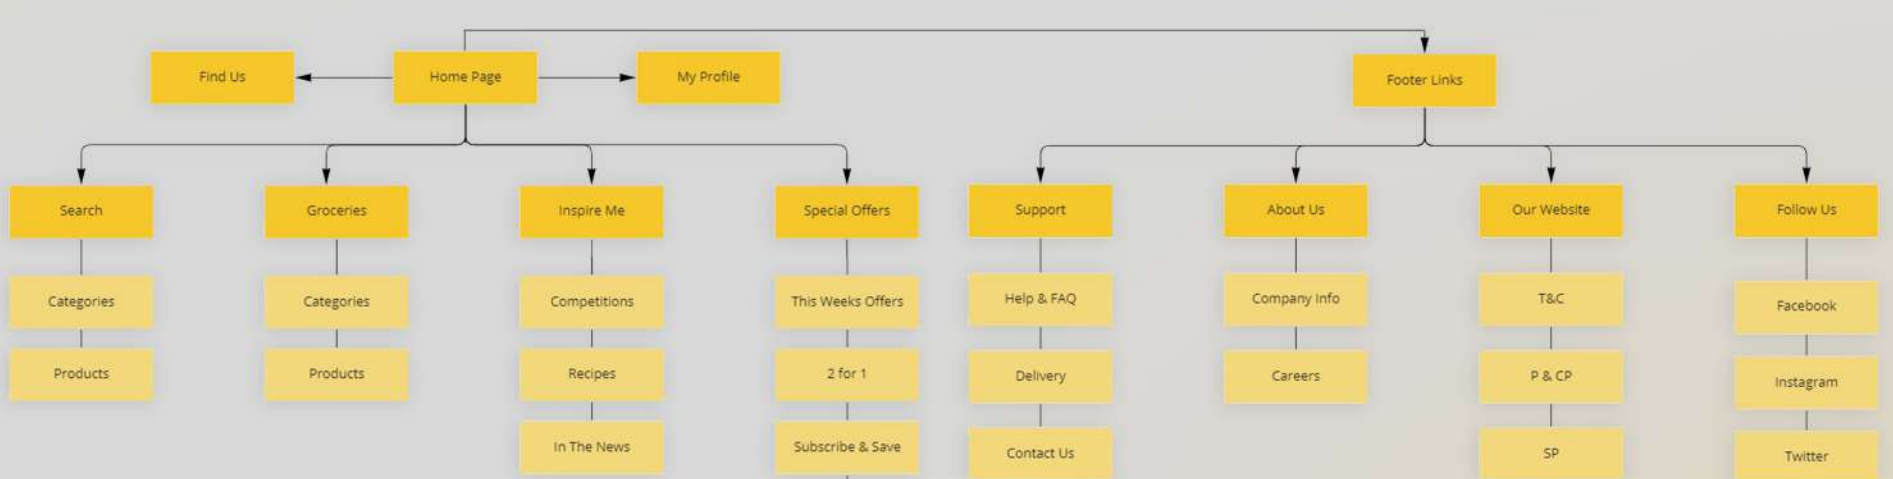 Find Us
Home Page
My Profile
Footer Links
Search
Groceries
Inspire Me
Special Offers
Support
About Us
Our Website
Follow Us
Categories
Categories
Competitions
This Weeks Offers
Help & FAQ
Company Info
T&C
Facebook
Products
Products
Recipes
2 for 1
Delivery
Careers
P & CP
Instagram
In The News
Subscribe & Save
Contact Us
SP
Twitter